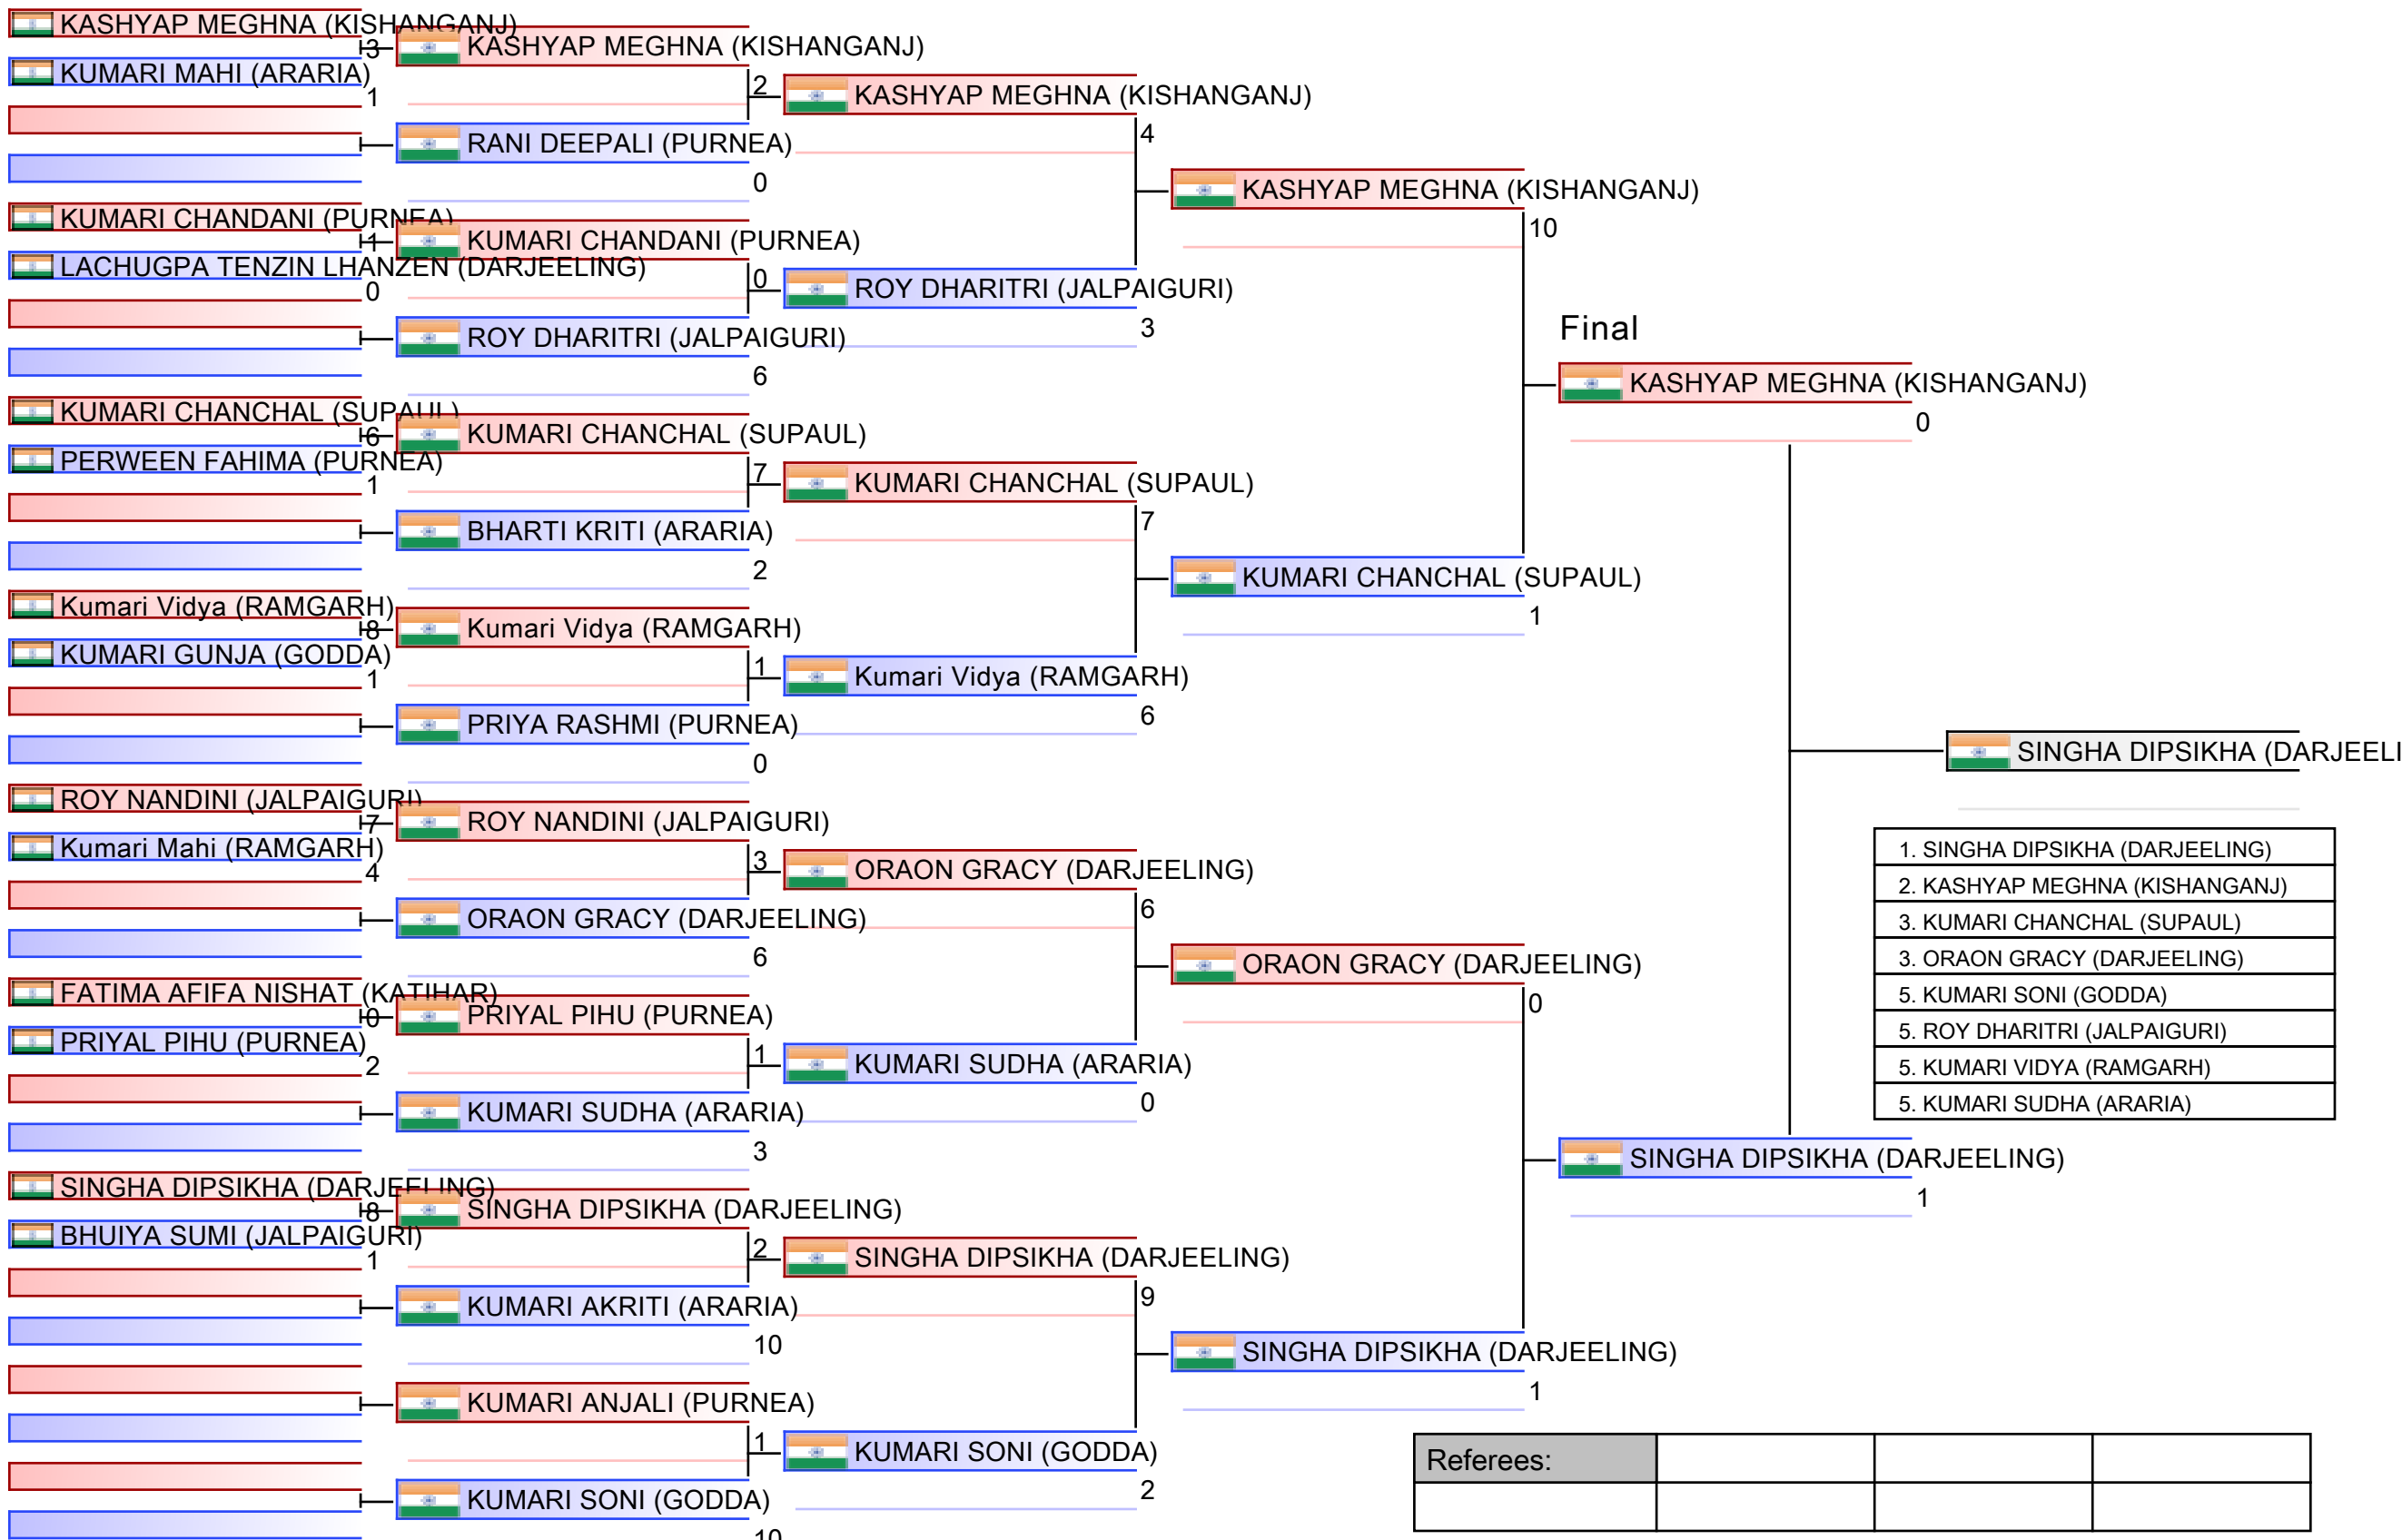 KASHYAP MEGHNA (KISHANGANJ)
3
KUMARI MAHI (ARARIA)
1
KUMARI CHANDANI (PURNEA)
1
LACHUGPA TENZIN LHANZEN (DARJEELING)
0
KUMARI CHANCHAL (SUPAUL)
6
PERWEEN FAHIMA (PURNEA)
1
Kumari Vidya (RAMGARH)
8
KUMARI GUNJA (GODDA)
1
ROY NANDINI (JALPAIGURI)
7
Kumari Mahi (RAMGARH)
4
FATIMA AFIFA NISHAT (KATIHAR)
0
PRIYAL PIHU (PURNEA)
2
SINGHA DIPSIKHA (DARJEELING)
8
BHUIYA SUMI (JALPAIGURI)
1
KASHYAP MEGHNA (KISHANGANJ)
2
RANI DEEPALI (PURNEA)
0
KUMARI CHANDANI (PURNEA)
0
ROY DHARITRI (JALPAIGURI)
6
KUMARI CHANCHAL (SUPAUL)
7
BHARTI KRITI (ARARIA)
2
Kumari Vidya (RAMGARH)
1
PRIYA RASHMI (PURNEA)
0
ROY NANDINI (JALPAIGURI)
3
ORAON GRACY (DARJEELING)
6
PRIYAL PIHU (PURNEA)
1
KUMARI SUDHA (ARARIA)
3
SINGHA DIPSIKHA (DARJEELING)
2
KUMARI AKRITI (ARARIA)
10
KUMARI ANJALI (PURNEA)
1
KUMARI SONI (GODDA)
10
KASHYAP MEGHNA (KISHANGANJ)
4
ROY DHARITRI (JALPAIGURI)
3
KUMARI CHANCHAL (SUPAUL)
7
Kumari Vidya (RAMGARH)
6
ORAON GRACY (DARJEELING)
6
KUMARI SUDHA (ARARIA)
0
SINGHA DIPSIKHA (DARJEELING)
9
KUMARI SONI (GODDA)
2
KASHYAP MEGHNA (KISHANGANJ)
10
KUMARI CHANCHAL (SUPAUL)
1
ORAON GRACY (DARJEELING)
0
SINGHA DIPSIKHA (DARJEELING)
1
Final
KASHYAP MEGHNA (KISHANGANJ)
0
SINGHA DIPSIKHA (DARJEELING)
1
SINGHA DIPSIKHA (DARJEELI
1. SINGHA DIPSIKHA (DARJEELING)
2. KASHYAP MEGHNA (KISHANGANJ)
3. KUMARI CHANCHAL (SUPAUL)
3. ORAON GRACY (DARJEELING)
5. KUMARI SONI (GODDA)
5. ROY DHARITRI (JALPAIGURI)
5. KUMARI VIDYA (RAMGARH)
5. KUMARI SUDHA (ARARIA)
Referees: